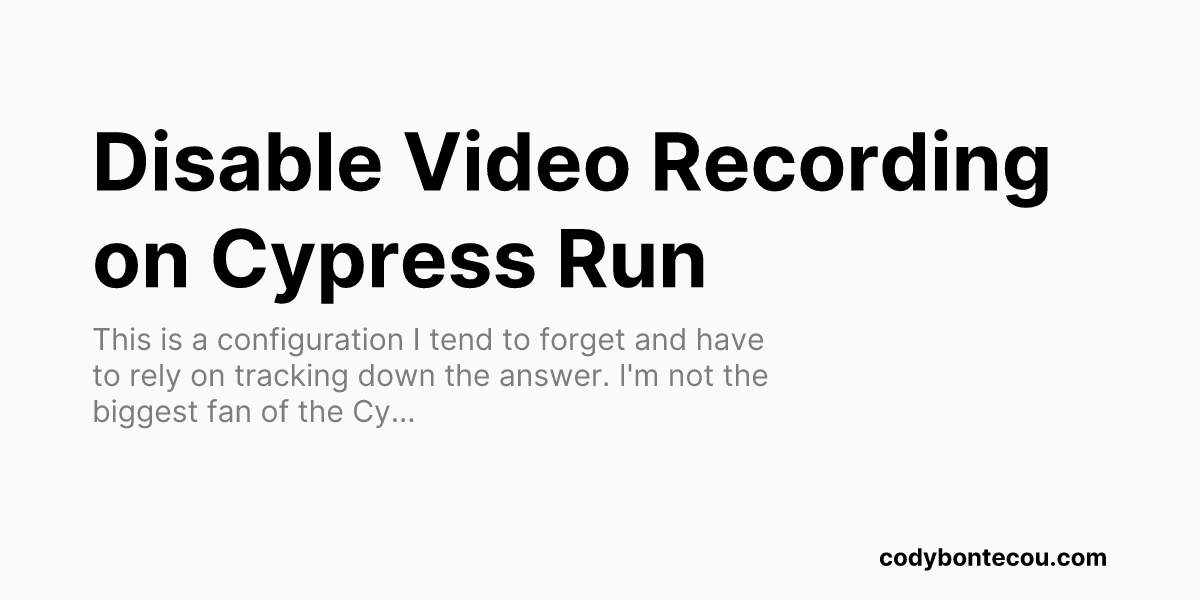 Disable Video Recording
on Cypress Run
This is a configuration I tend to forget and have
to rely on tracking down the answer. I'm not the
biggest fan of the Cy...
codybontecou.com